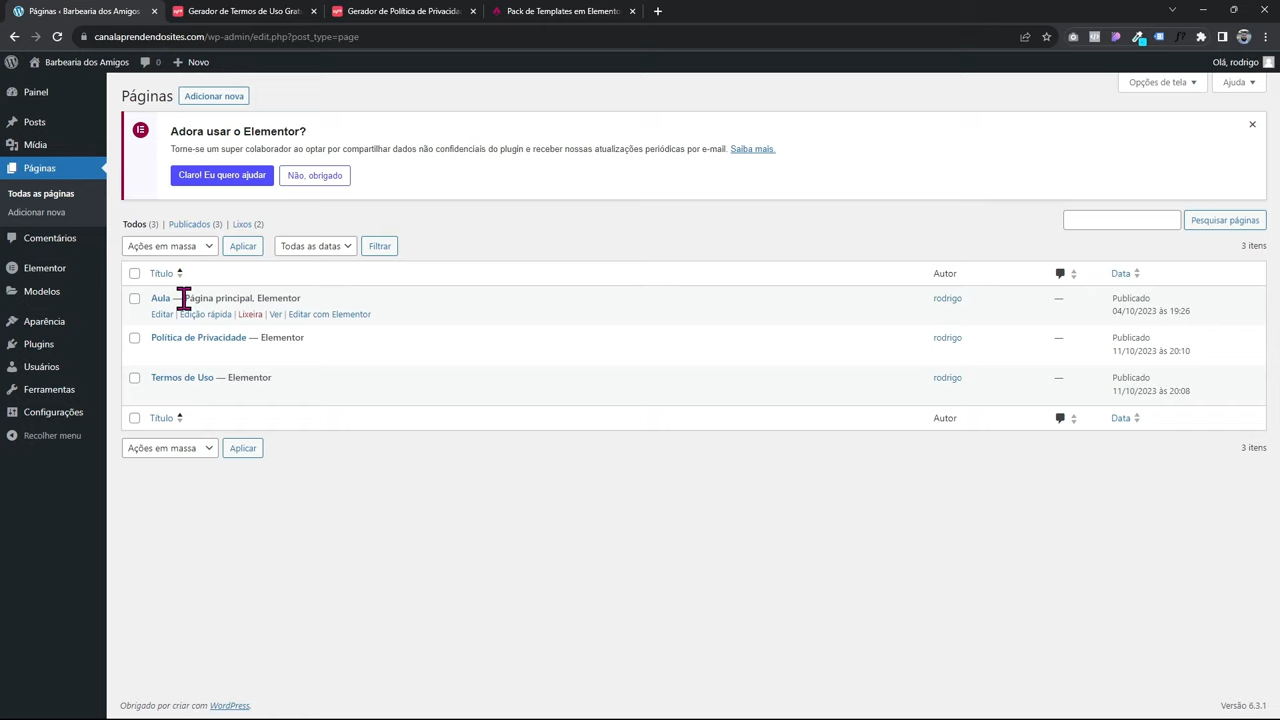 Páginas ‹ Barbearia dos Amigos
Gerador de Termos de Uso Grat
Gerador de Política de Privacida
Pack de Templates em Elemento
canalaprendendosites.com/wp-admin/edit.php?post_type=page
Barbearia dos Amigos
0
Novo
Olá, rodrigo
Painel
Posts
Mídia
Páginas
Todas as páginas
Adicionar nova
Comentários
Elementor
Modelos
Aparência
Plugins
Usuários
Ferramentas
Configurações
Recolher menu
Opções de tela
Ajuda
Páginas
Adicionar nova
Adora usar o Elementor?
Torne-se um super colaborador ao optar por compartilhar dados não confidenciais do plugin e receber nossas atualizações periódicas por e-mail. Saiba mais.
Claro! Eu quero ajudar
Não, obrigado
Todos (3) | Publicados (3) | Lixos (2)
Pesquisar páginas
Ações em massa
Aplicar
Todas as datas
Filtrar
3 itens
Título
Autor
Data
Aula — Página principal, Elementor
rodrigo
—
Publicado
04/10/2023 às 19:26
Editar | Edição rápida | Lixeira | Ver | Editar com Elementor
Política de Privacidade — Elementor
rodrigo
—
Publicado
11/10/2023 às 20:10
Termos de Uso — Elementor
rodrigo
—
Publicado
11/10/2023 às 20:08
Título
Autor
Data
Ações em massa
Aplicar
3 itens
Obrigado por criar com WordPress.
Versão 6.3.1